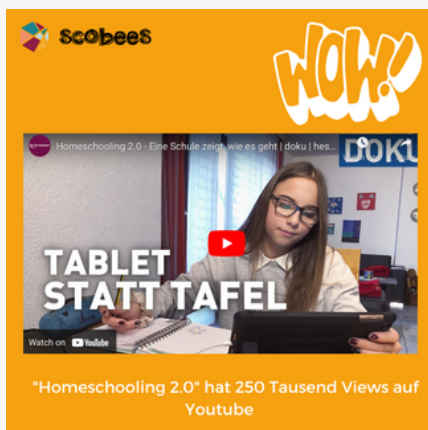 scobees
WOW!
Homeschooling 2.0 - Eine Schule zeigt, wie es geht | doku | hes...
DOKU
TABLET
STATT TAFEL
Watch on YouTube
"Homeschooling 2.0" hat 250 Tausend Views auf
Youtube